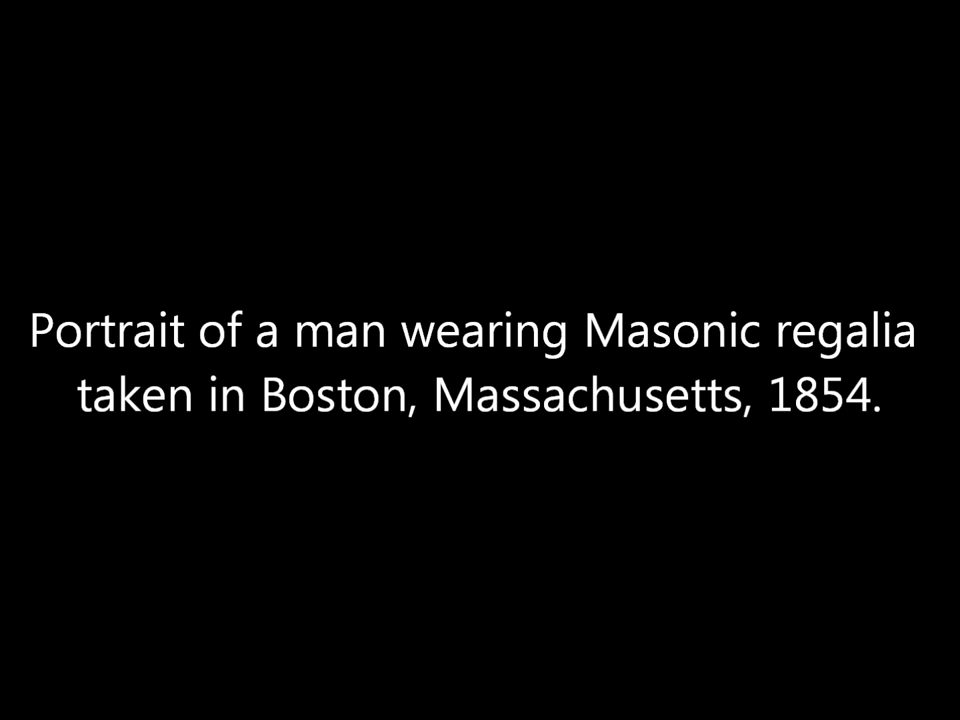 Portrait of a man wearing Masonic regalia
taken in Boston, Massachusetts, 1854.